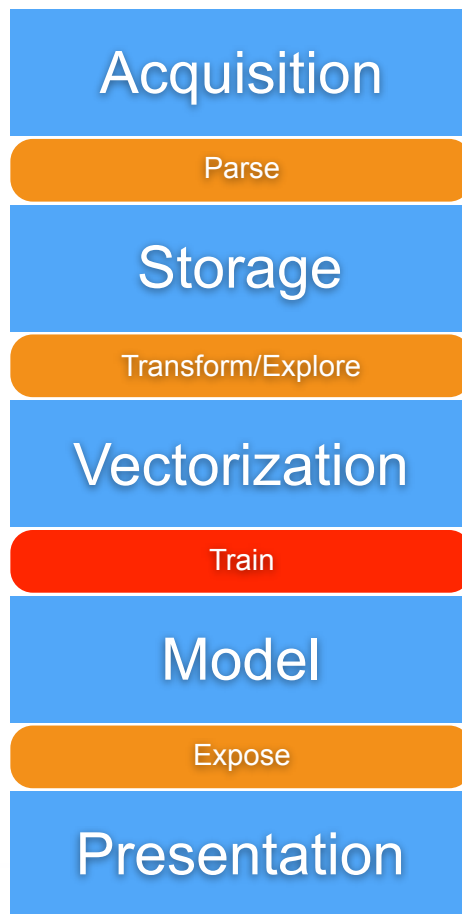 Acquisition
Parse
Storage
Transform/Explore
Vectorization
Train
Model
Expose
Presentation